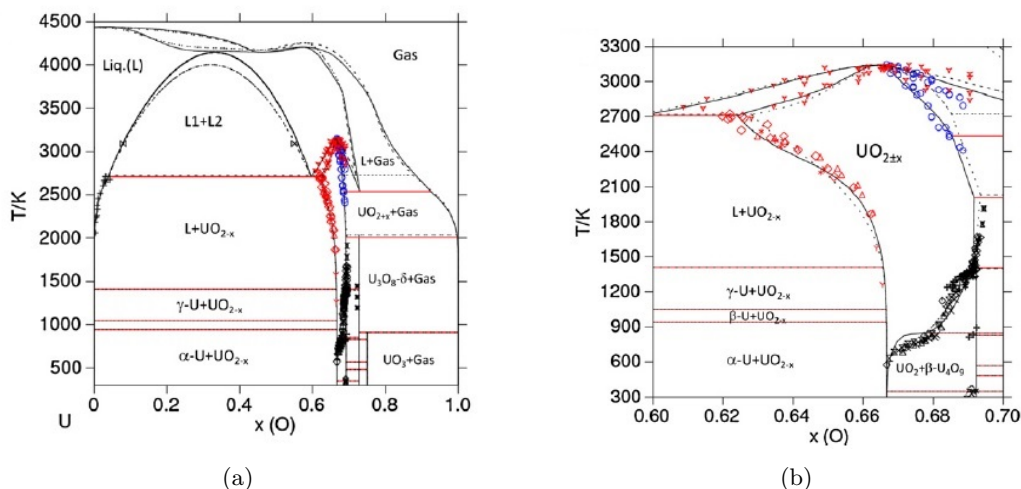 4500
4000
3500
3000
2500
2000
1500
1000
500
T/K
Liq.(L)
Gas
L1+L2
L+Gas
UO2+x+Gas
L+UO2-x
U3O8-δ+Gas
γ-U+UO2-x
α-U+UO2-x
UO3+Gas
0 0.2 0.4 0.6 0.8 1.0
U x (O)
(a)
3300
3000
2700
2400
2100
1800
1500
1200
900
600
300
T/K
UO2±x
L+UO2-x
γ-U+UO2-x
β-U+UO2-x
α-U+UO2-x
UO2+β-U4O9
0.60 0.62 0.64 0.66 0.68 0.70
x (O)
(b)